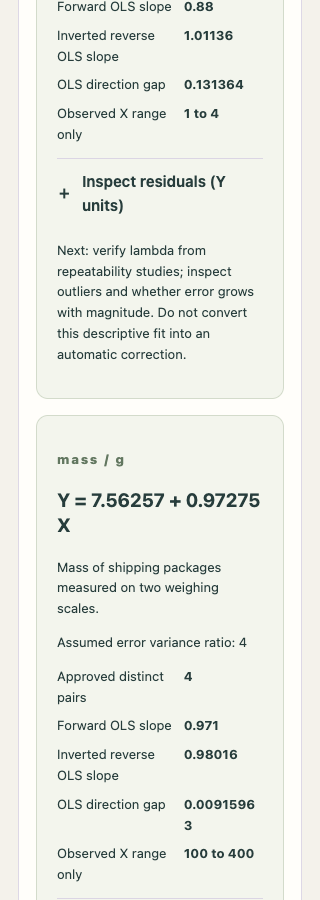 Forward OLS slope 0.88
Inverted reverse 1.01136
OLS slope
OLS direction gap 0.131364
Observed X range 1 to 4
only
+ Inspect residuals (Y
units)
Next: verify lambda from
repeatability studies; inspect
outliers and whether error grows
with magnitude. Do not convert
this descriptive fit into an
automatic correction.
mass / g
Y = 7.56257 + 0.97275
X
Mass of shipping packages
measured on two weighing
scales.
Assumed error variance ratio: 4
Approved distinct 4
pairs
Forward OLS slope 0.971
Inverted reverse 0.98016
OLS slope
OLS direction gap 0.0091596
3
Observed X range 100 to 400
only